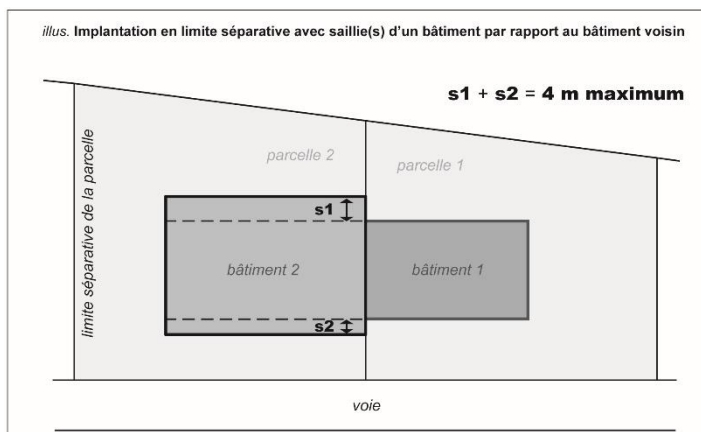 illus. Implantation en limite séparative avec saillie(s) d'un bâtiment par rapport au bâtiment voisin
s1 + s2 = 4 m maximum
parcelle 2
parcelle 1
limite séparative de la parcelle
s1
bâtiment 2
bâtiment 1
s2
voie